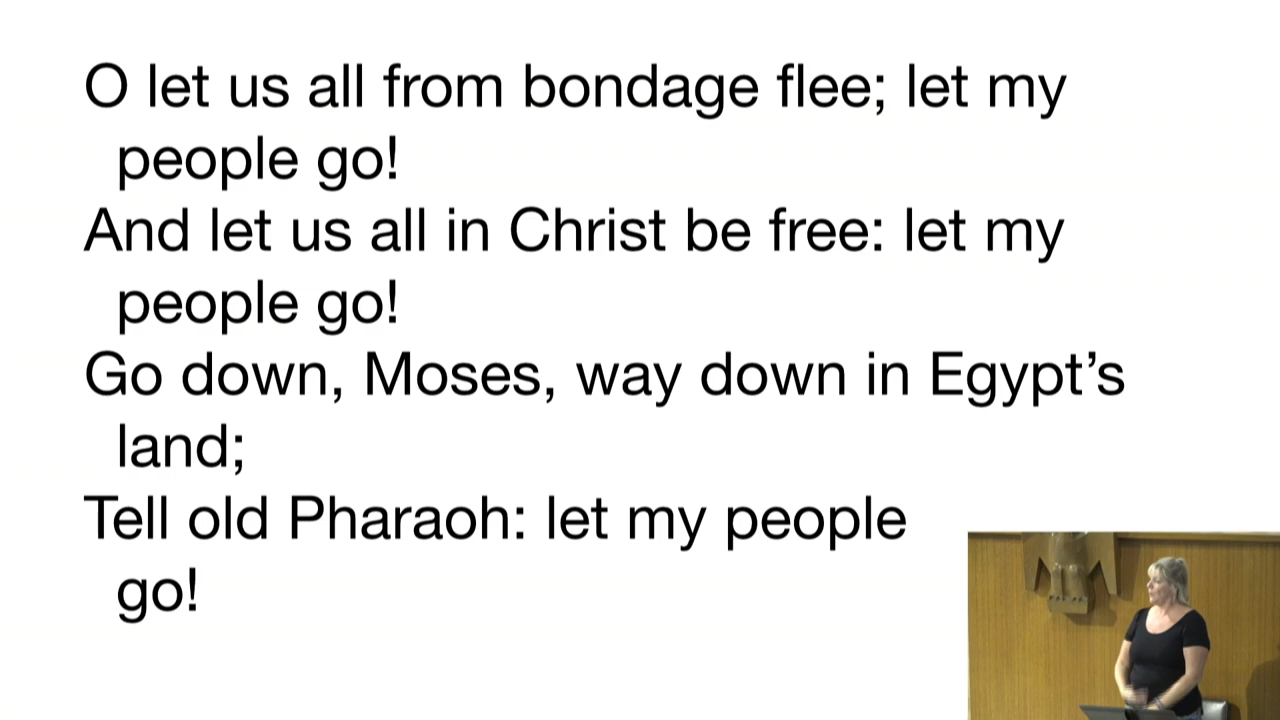 O let us all from bondage flee; let my
people go!
And let us all in Christ be free: let my
people go!
Go down, Moses, way down in Egypt’s
land;
Tell old Pharaoh: let my people
go!